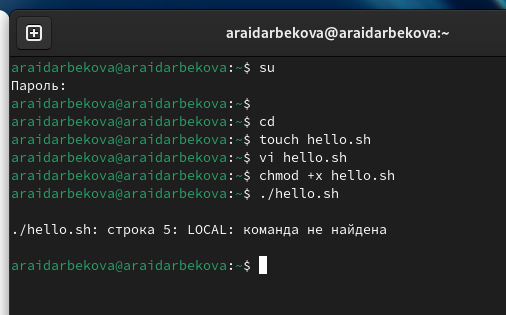 araidarbekova@araidarbekova:~
araidarbekova@araidarbekova:~$ su
Пароль:
araidarbekova@araidarbekova:~$
araidarbekova@araidarbekova:~$ cd
araidarbekova@araidarbekova:~$ touch hello.sh
araidarbekova@araidarbekova:~$ vi hello.sh
araidarbekova@araidarbekova:~$ chmod +x hello.sh
araidarbekova@araidarbekova:~$ ./hello.sh
./hello.sh: строка 5: LOCAL: команда не найдена
araidarbekova@araidarbekova:~$